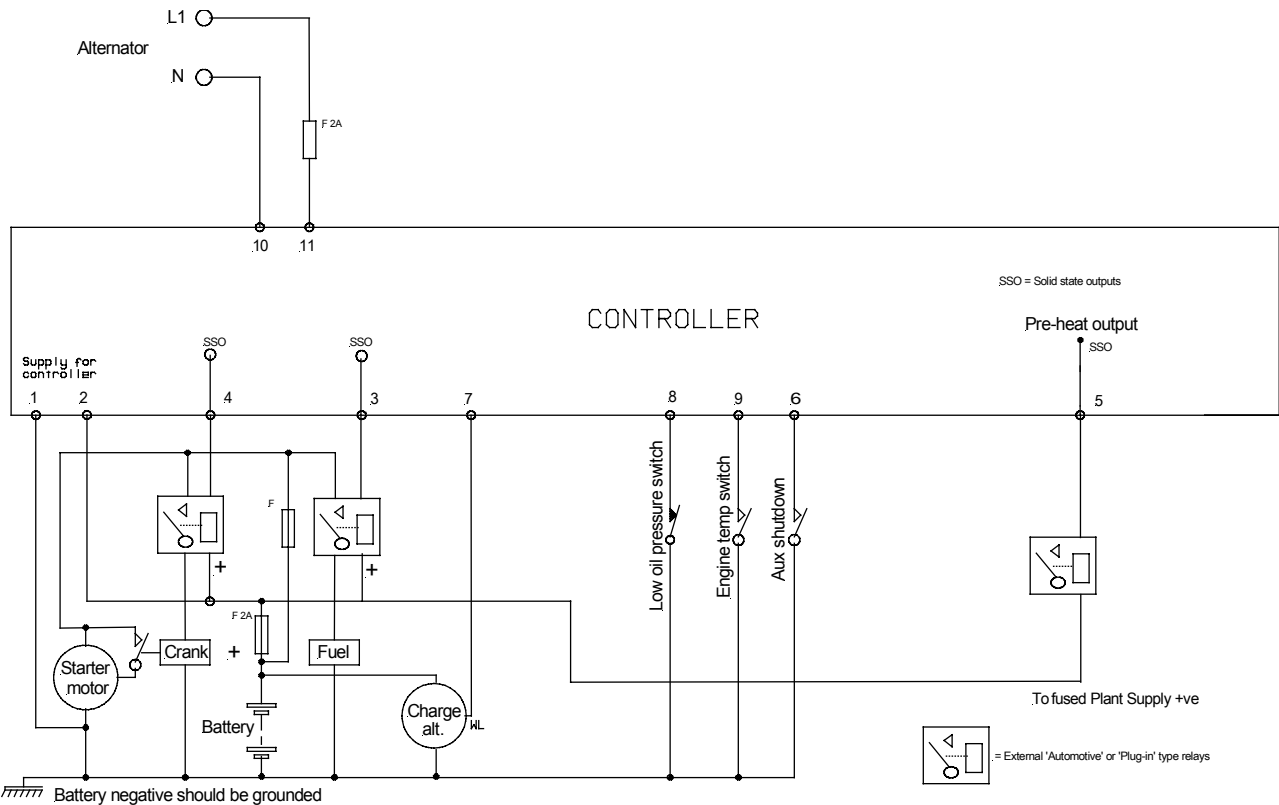 L1
Alternator
N
F 2A
10
11
SSO = Solid state outputs
CONTROLLER
Pre-heat output
SSO
SSO
SSO
Supply for
controller
1
2
4
3
7
8
9
6
5
Low oil pressure switch
Engine temp switch
Aux shutdown
F
+
+
F 2A
Crank
+
Fuel
Starter
motor
To fused Plant Supply +ve
Charge
alt.
WL
Battery
= External 'Automotive' or 'Plug-in' type relays
Battery negative should be grounded